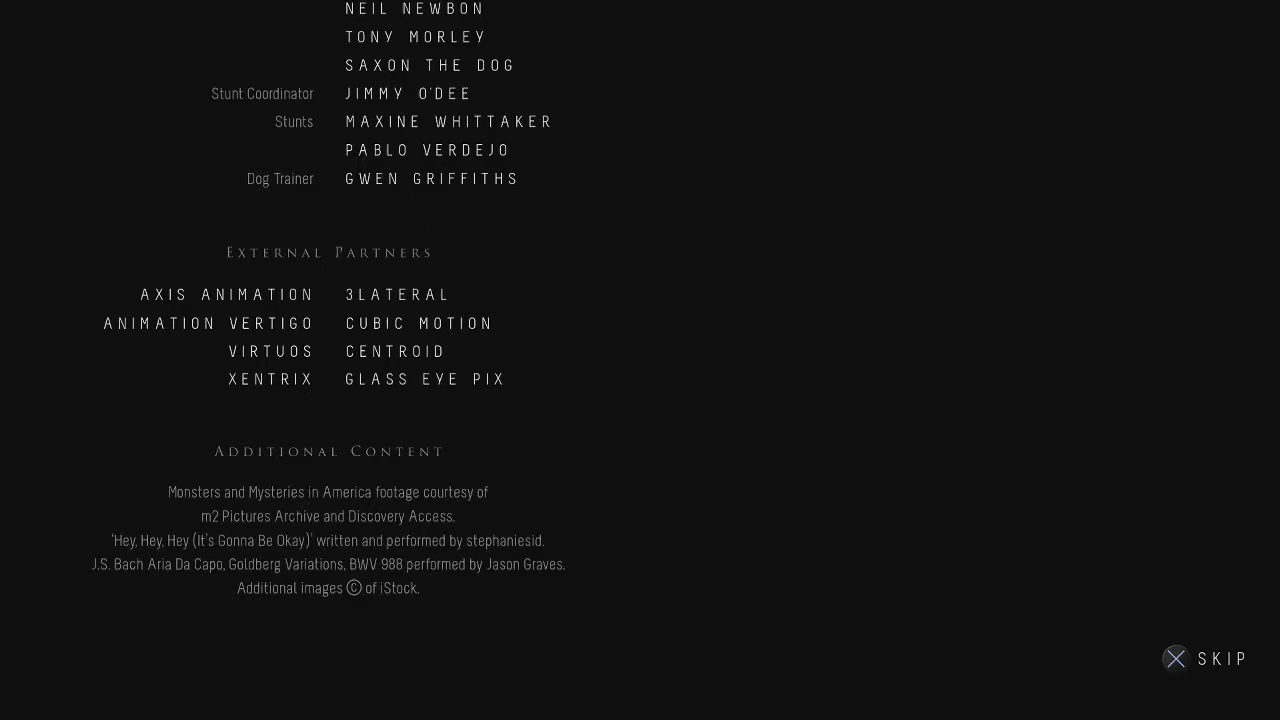 NEIL NEWBON
TONY MORLEY
SAXON THE DOG
Stunt Coordinator JIMMY O'DEE
Stunts MAXINE WHITTAKER
PABLO VERDEJO
Dog Trainer GWEN GRIFFITHS
EXTERNAL PARTNERS
AXIS ANIMATION 3LATERAL
ANIMATION VERTIGO CUBIC MOTION
VIRTUOS CENTROID
XENTRIX GLASS EYE PIX
ADDITIONAL CONTENT
Monsters and Mysteries in America footage courtesy of
m2 Pictures Archive and Discovery Access.
'Hey, Hey, Hey (It's Gonna Be Okay)' written and performed by stephaniesid.
J.S. Bach Aria Da Capo, Goldberg Variations, BWV 988 performed by Jason Graves.
Additional images © of iStock.
SKIP